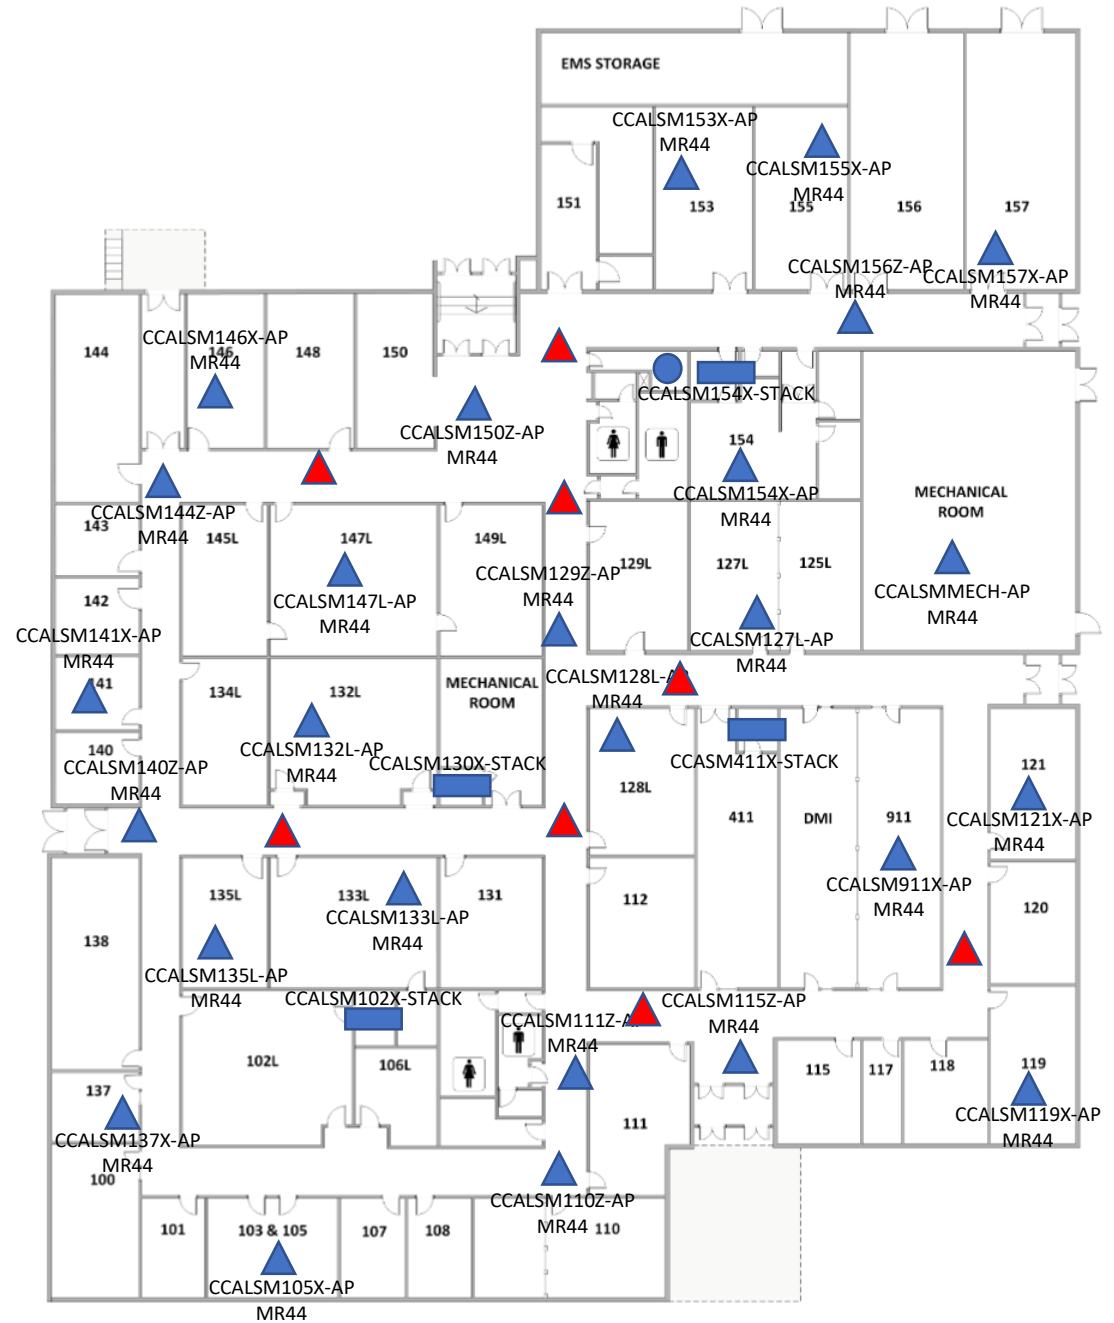 EMS STORAGE
CCALSM153X-AP
MR44
CCALSM155X-AP
MR44
151
153
155
156
157
CCALSM156Z-AP
MR44
CCALSM157X-AP
MR44
144
CCALSM146X-AP
146
MR44
148
150
CCALSM154X-STACK
CCALSM150Z-AP
MR44
154
CCALSM154X-AP
MR44
MECHANICAL
ROOM
CCALSM144Z-AP
MR44
143
145L
147L
149L
129L
127L
125L
CCALSM129Z-AP
MR44
CCALSMMECH-AP
MR44
142
CCALSM147L-AP
MR44
CCALSM141X-AP
MR44
141
CCALSM127L-AP
MR44
CCALSM128L-AP
MR44
134L
132L
MECHANICAL
ROOM
140
CCALSM140Z-AP
MR44
CCALSM132L-AP
MR44
CCALSM130X-STACK
CCASM411X-STACK
128L
121
411
DMI
911
CCALSM121X-AP
MR44
CCALSM911X-AP
MR44
135L
133L
131
CCALSM133L-AP
MR44
112
120
138
CCALSM135L-AP
MR44
CCALSM102X-STACK
CCALSM115Z-AP
MR44
CCALSM111Z-AP
MR44
102L
106L
115
117
118
119
137
CCALSM137X-AP
MR44
111
CCALSM119X-AP
MR44
100
CCALSM110Z-AP
MR44
101
103 & 105
107
108
110
CCALSM105X-AP
MR44